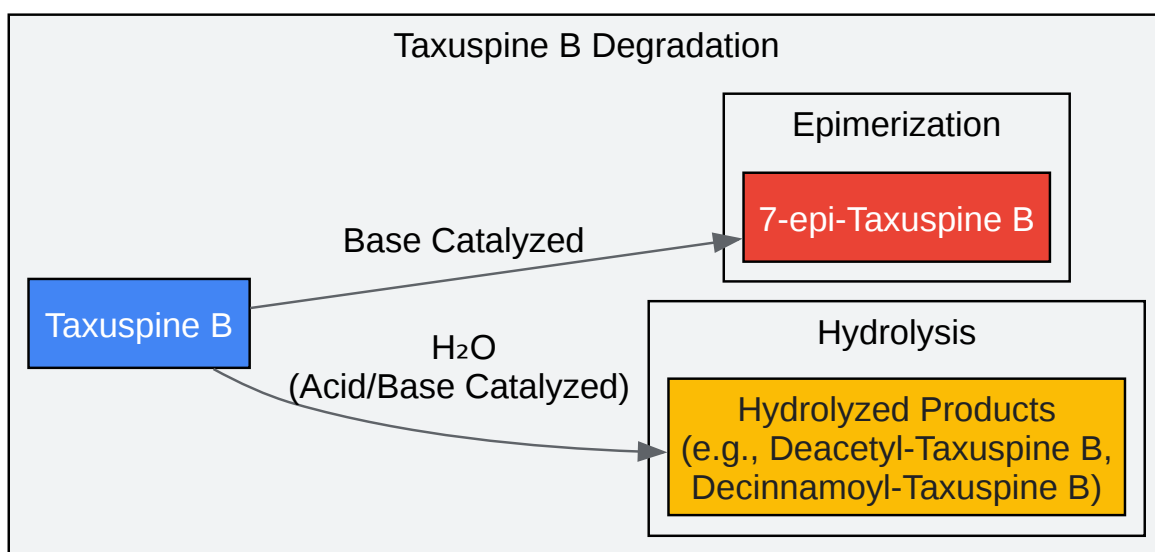 Taxuspine B Degradation
Epimerization
7-epi-Taxuspine B
Base Catalyzed
Taxuspine B
H₂O
(Acid/Base Catalyzed)
Hydrolysis
Hydrolyzed Products
(e.g., Deacetyl-Taxuspine B,
Decinnamoyl-Taxuspine B)